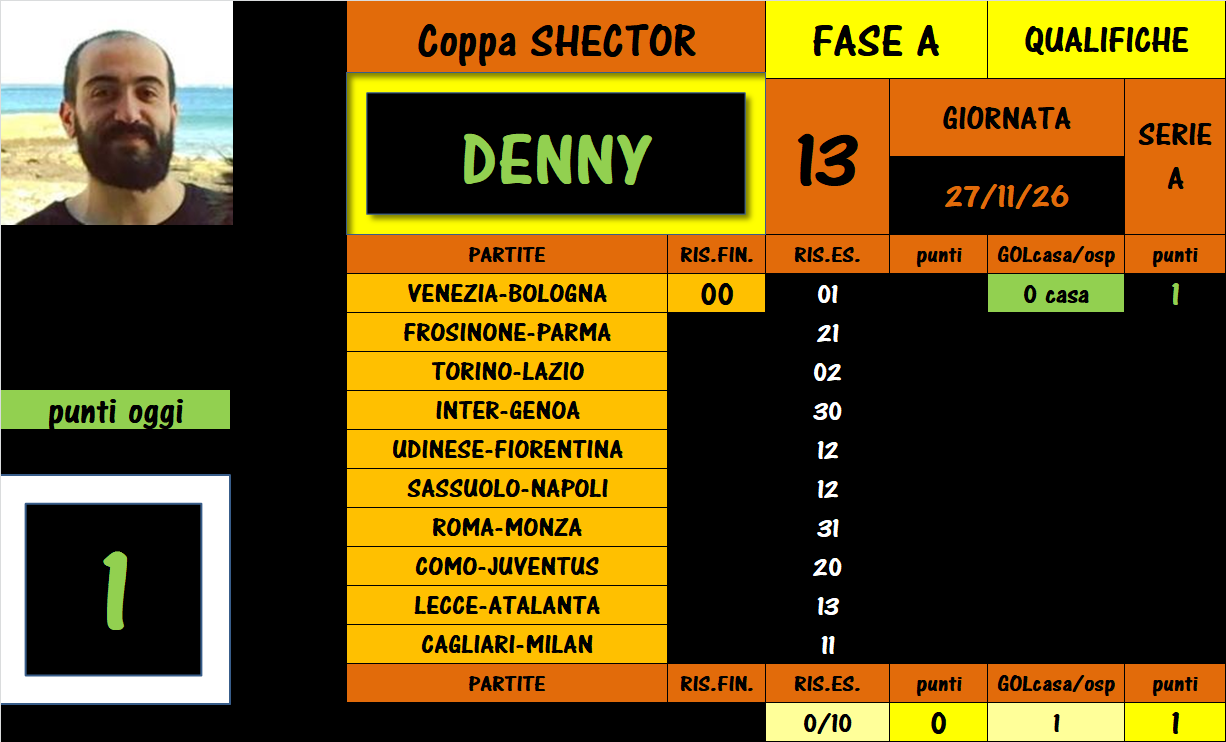 Coppa SHECTOR
FASE A
QUALIFICHE
DENNY
13
GIORNATA
27/11/26
SERIE
A
PARTITE RIS.FIN. RIS.ES. punti GOLcasa/osp punti
VENEZIA-BOLOGNA 00 01 0 casa 1
FROSINONE-PARMA 21
TORINO-LAZIO 02
INTER-GENOA 30
UDINESE-FIORENTINA 12
SASSUOLO-NAPOLI 12
ROMA-MONZA 31
COMO-JUVENTUS 20
LECCE-ATALANTA 13
CAGLIARI-MILAN 11
PARTITE RIS.FIN. RIS.ES. punti GOLcasa/osp punti
0/10 0 1 1
punti oggi
1